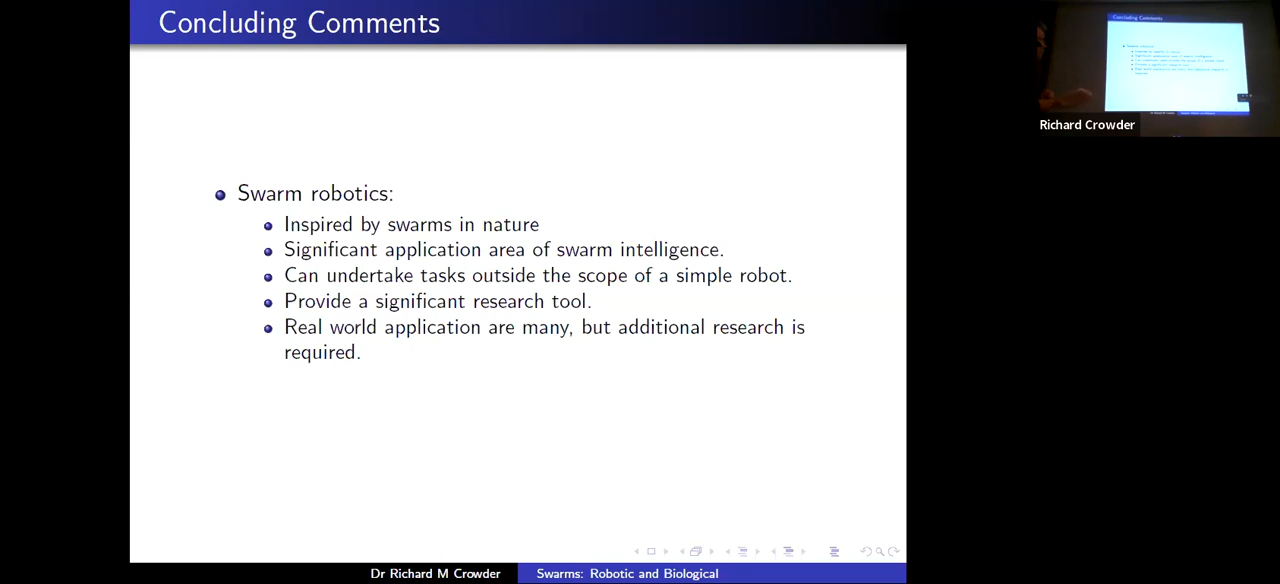 Concluding Comments
Swarm robotics:
Inspired by swarms in nature
Significant application area of swarm intelligence.
Can undertake tasks outside the scope of a simple robot.
Provide a significant research tool.
Real world application are many, but additional research is
required.
Dr Richard M Crowder
Swarms: Robotic and Biological
Concluding Comments
Richard Crowder